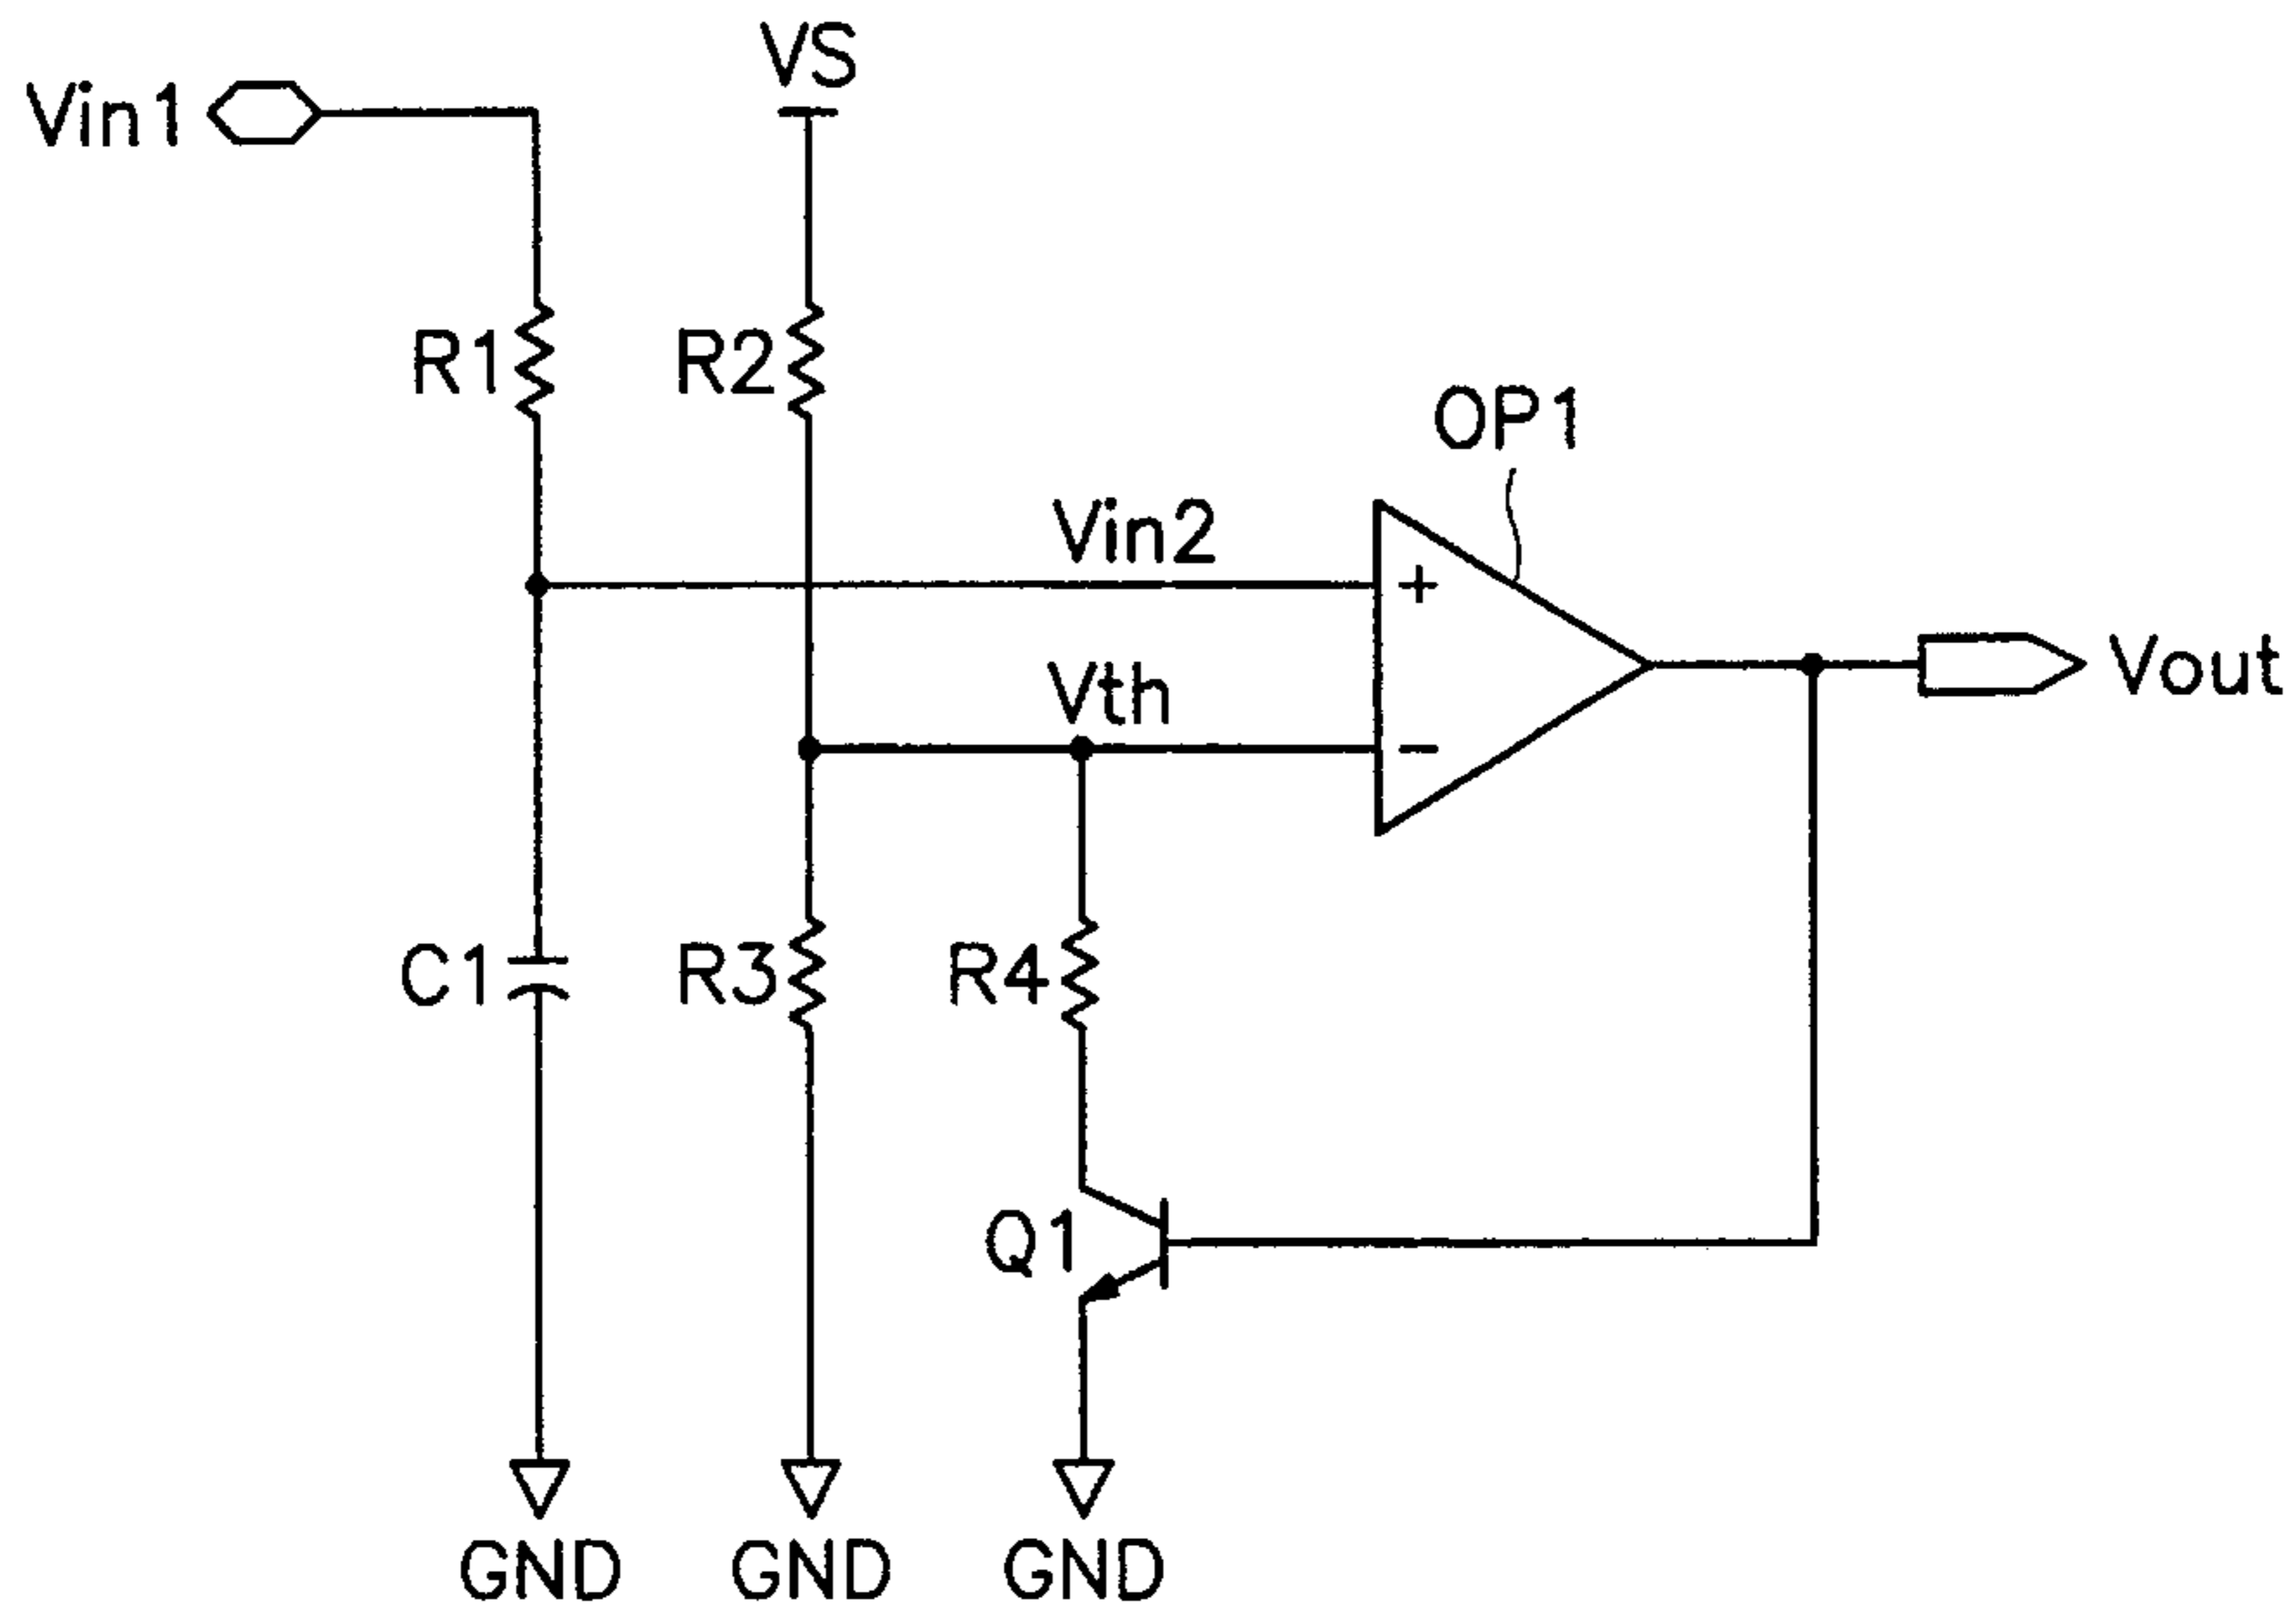 VS
Vin1
R1
R2
OP1
Vin2
+
Vth
-
Vout
C1
R3
R4
Q1
GND
GND
GND